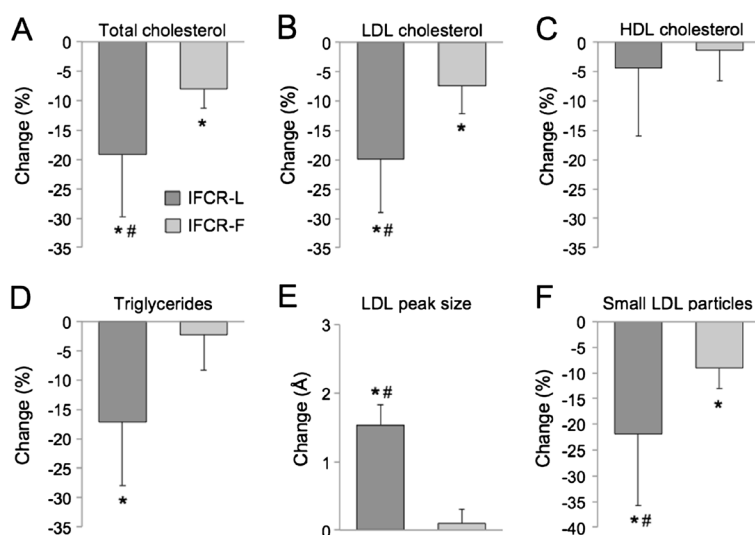 A
Total cholesterol
Change (%)
0
-5
-10
-15
-20
-25
-30
-35
*
* #
IFCR-L
IFCR-F
B
LDL cholesterol
Change (%)
0
-5
-10
-15
-20
-25
-30
-35
*
* #
C
HDL cholesterol
Change (%)
0
-5
-10
-15
-20
-25
-30
-35
D
Triglycerides
Change (%)
0
-5
-10
-15
-20
-25
-30
-35
*
E
LDL peak size
Change (Å)
3
2
1
0
* #
F
Small LDL particles
Change (%)
0
-5
-10
-15
-20
-25
-30
-35
-40
*
* #